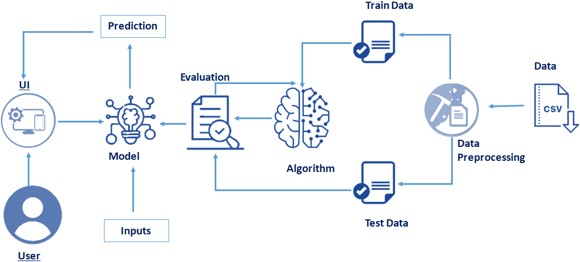 Train Data
Prediction
Data
Evaluation
UI
CSV
Model
Algorithm
Data
Preprocessing
Test Data
Inputs
User